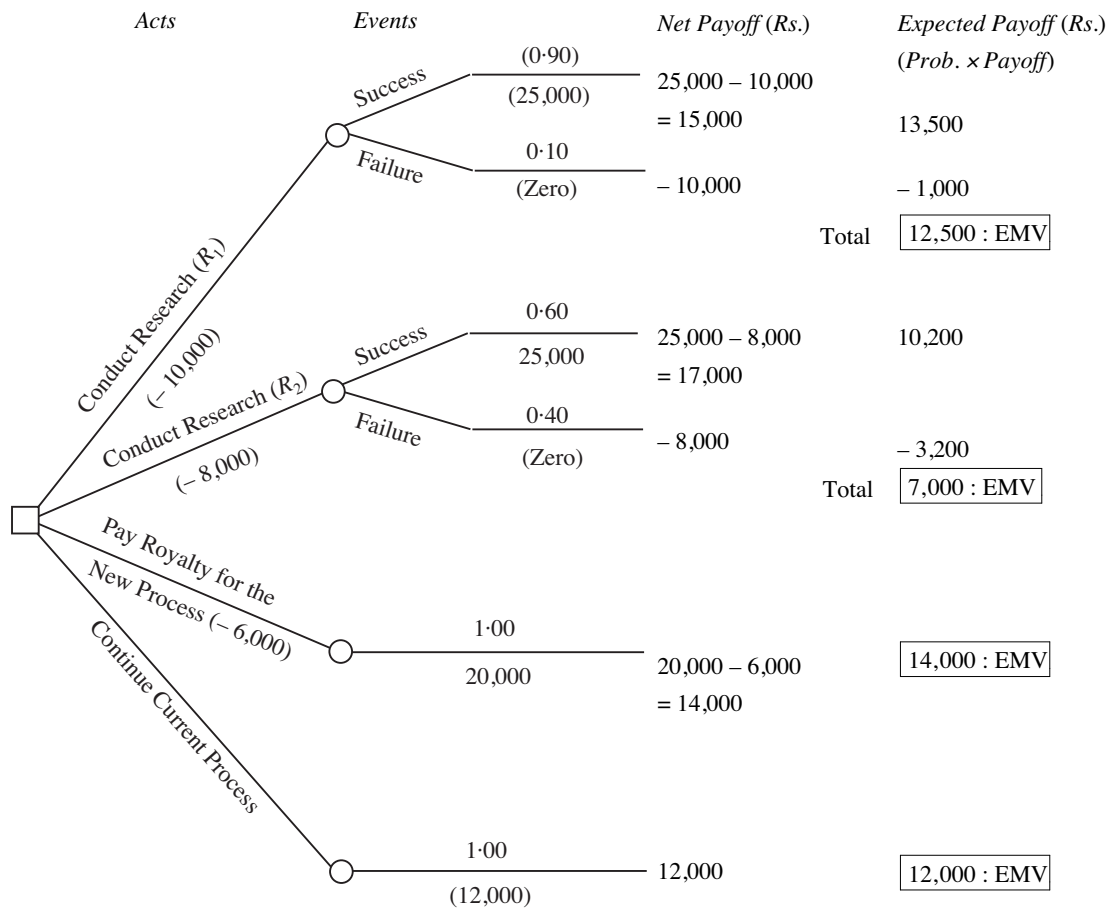 Acts Events Net Payoff (Rs.) Expected Payoff (Rs.)
(Prob. × Payoff)
Success (0·90) 25,000 – 10,000
(25,000) = 15,000 13,500
Failure 0·10
(Zero) – 10,000 – 1,000
Total 12,500 : EMV
Conduct Research (R1)
(– 10,000)
Success 0·60 25,000 – 8,000 10,200
25,000 = 17,000
Conduct Research (R2)
(– 8,000)
Failure 0·40 – 8,000 – 3,200
(Zero)
Total 7,000 : EMV
Pay Royalty for the
New Process (– 6,000)
1·00 20,000 – 6,000 14,000 : EMV
20,000 = 14,000
Continue Current Process
1·00 12,000 12,000 : EMV
(12,000)